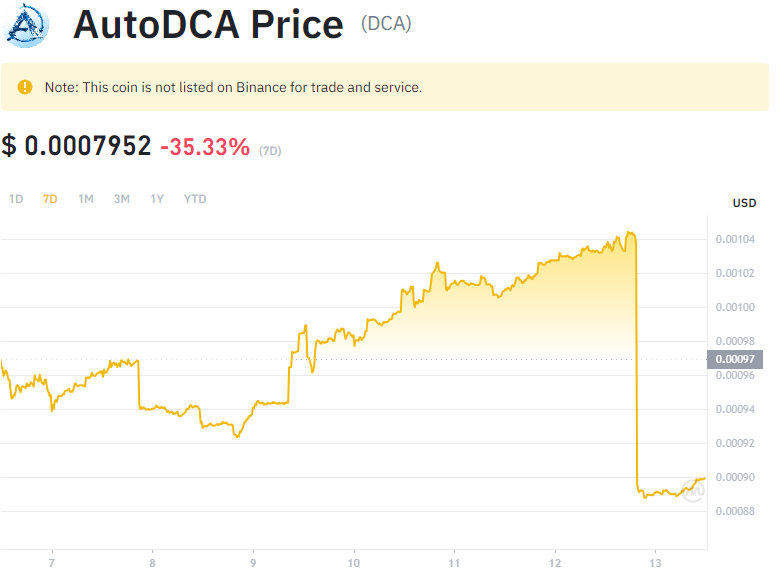 AutoDCA Price (DCA)
Note: This coin is not listed on Binance for trade and service.
$ 0.0007952 -35.33% (7D)
1D 7D 1M 3M 1Y YTD
USD
0.00104
0.00102
0.00100
0.00098
0.00097
0.00096
0.00094
0.00092
0.00090
0.00088
7 8 9 10 11 12 13